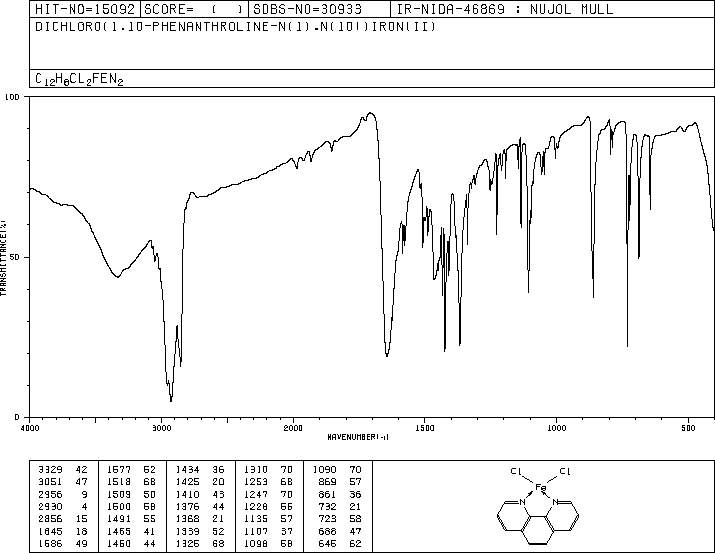 HIT-NO=15092 SCORE= ( ) SDBS-NO=30933 IR-NIDA-46869 : NUJOL MULL
DICHLORO(1,10-PHENANTHROLINE-N(1),N(10))IRON(II)
C12H8CL2FEN2
100
50
0
TRANSMITTANCE(%)
4000 3000 2000 1500 1000 500
WAVENUMBER(-1)
3329 42 1577 52 1434 36 1310 70 1090 70
3051 47 1518 68 1425 20 1253 68 869 57
2956 9 1509 50 1410 43 1247 70 861 36
2930 4 1500 58 1376 44 1228 55 732 21
2856 15 1491 55 1368 21 1135 57 723 58
1645 18 1465 41 1339 52 1107 37 688 47
1586 49 1460 44 1325 68 1098 58 645 62
Cl Cl
Fe
N N